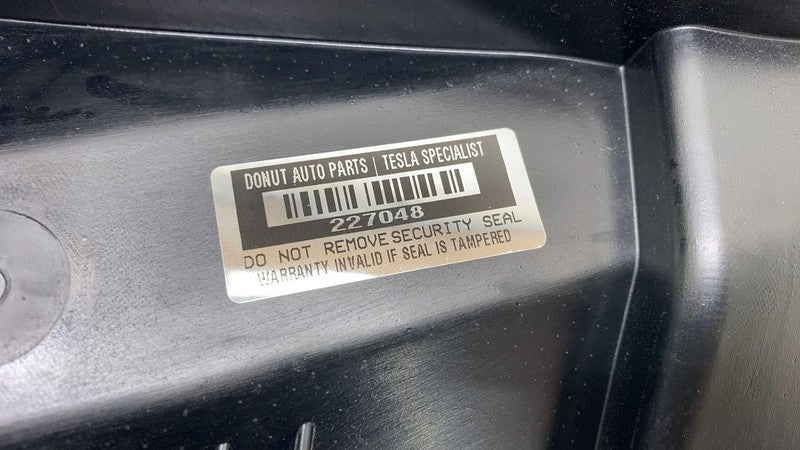 DONUT AUTO PARTS | TESLA SPECIALIST
227048
DO NOT REMOVE SECURITY SEAL
WARRANTY INVALID IF SEAL IS TAMPERED